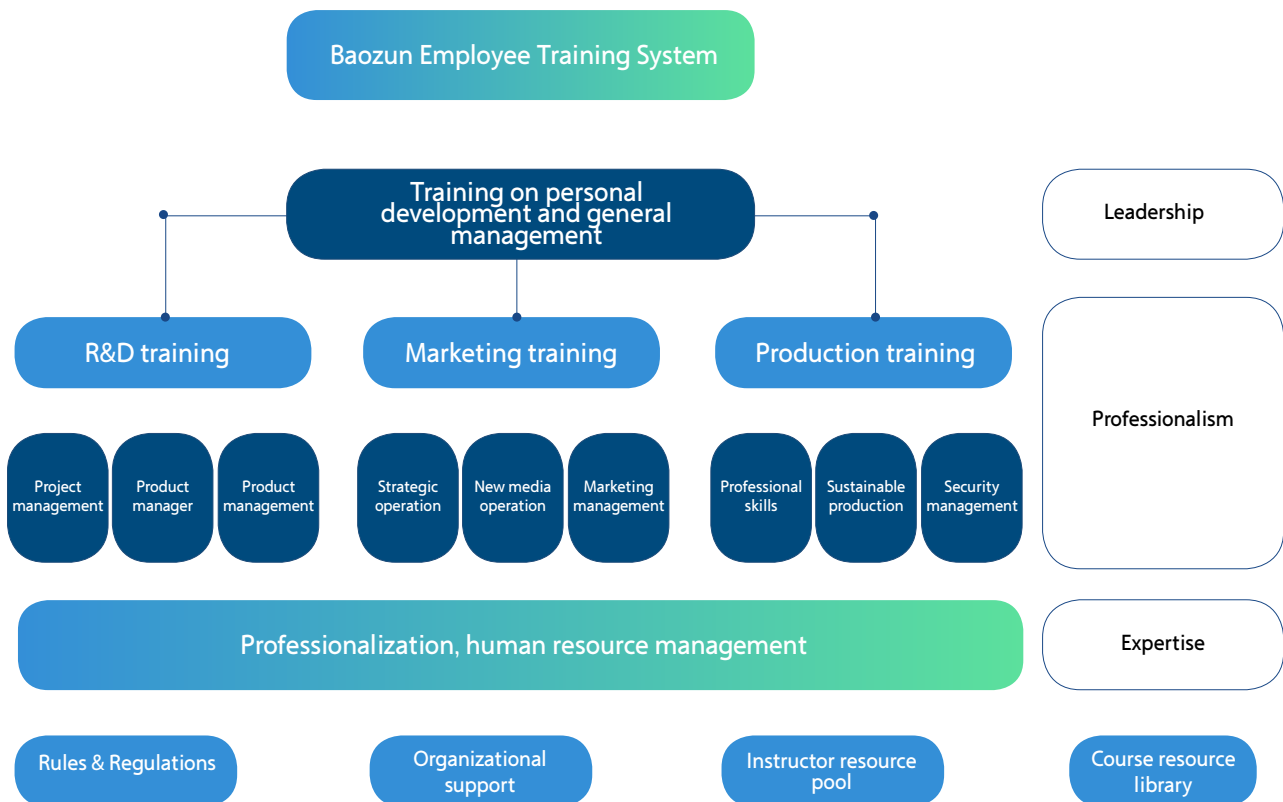 Baozun Employee Training System
Training on personal
development and general
management
Leadership
R&D training
Marketing training
Production training
Professionalism
Project
management
Product
manager
Product
management
Strategic
operation
New media
operation
Marketing
management
Professional
skills
Sustainable
production
Security
management
Professionalization, human resource management
Expertise
Rules & Regulations
Organizational
support
Instructor resource
pool
Course resource
library